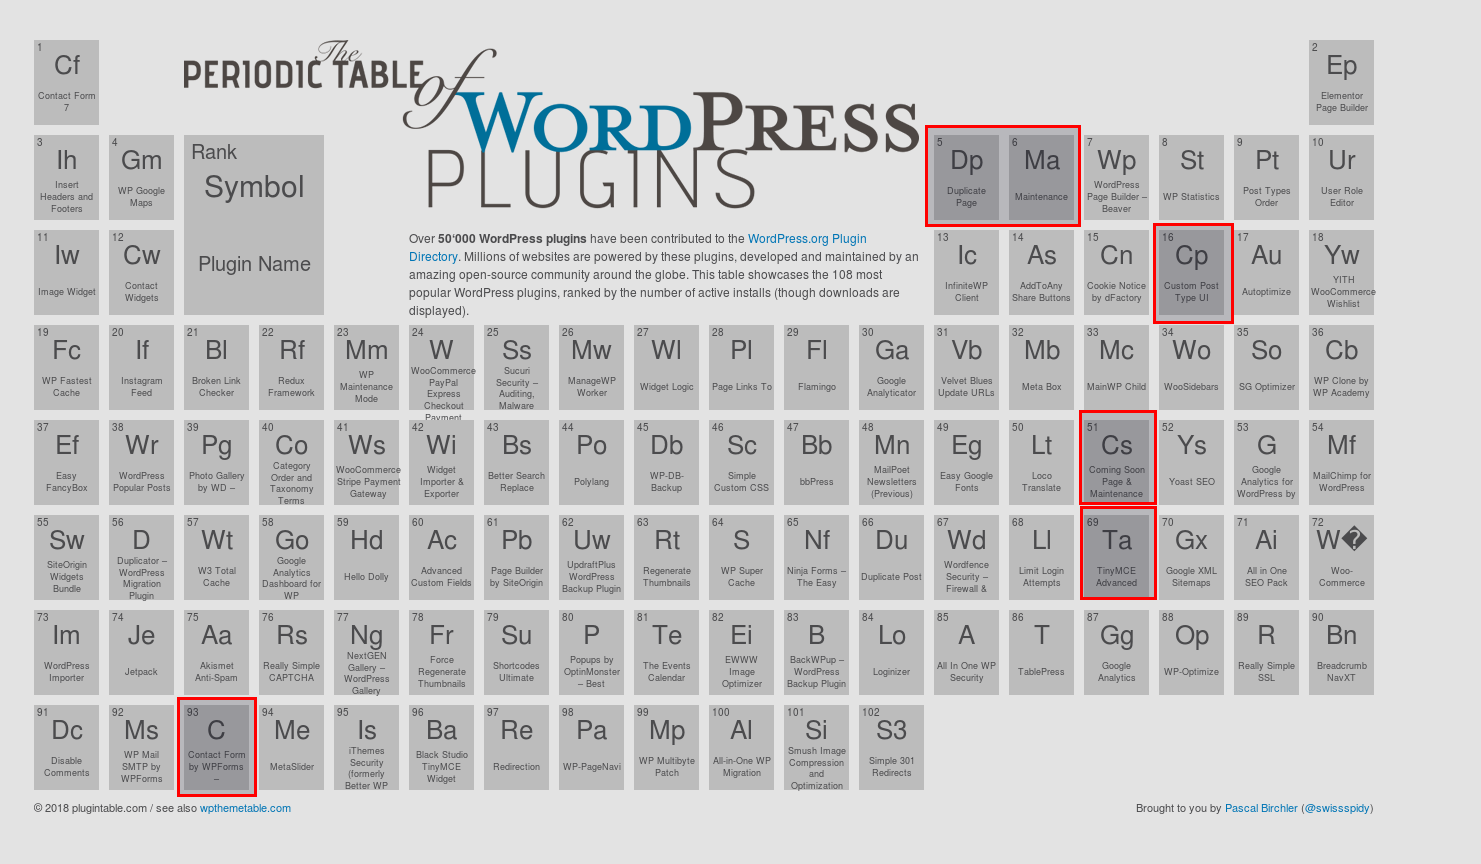 The
PERIODIC TABLE
of
WORDPRESS
PLUGINS
1
Cf
Contact Form
7
2
Ep
Elementor
Page Builder
3
Ih
Insert
Headers and
Footers
4
Gm
WP Google
Maps
Rank
Symbol
Plugin Name
5
Dp
Duplicate
Page
6
Ma
Maintenance
7
Wp
WordPress
Page Builder –
Beaver
8
St
WP Statistics
9
Pt
Post Types
Order
10
Ur
User Role
Editor
11
Iw
Image Widget
12
Cw
Contact
Widgets
Over 50‘000 WordPress plugins have been contributed to the WordPress.org Plugin
Directory. Millions of websites are powered by these plugins, developed and maintained by an
amazing open-source community around the globe. This table showcases the 108 most
popular WordPress plugins, ranked by the number of active installs (though downloads are
displayed).
13
Ic
InfiniteWP
Client
14
As
AddToAny
Share Buttons
15
Cn
Cookie Notice
by dFactory
16
Cp
Custom Post
Type UI
17
Au
Autoptimize
18
Yw
YITH
WooCommerce
Wishlist
19
Fc
WP Fastest
Cache
20
If
Instagram
Feed
21
Bl
Broken Link
Checker
22
Rf
Redux
Framework
23
Mm
WP
Maintenance
Mode
24
W
WooCommerce
PayPal
Express
Checkout
Payment
25
Ss
Sucuri
Security –
Auditing,
Malware
26
Mw
ManageWP
Worker
27
Wl
Widget Logic
28
Pl
Page Links To
29
Fl
Flamingo
30
Ga
Google
Analyticator
31
Vb
Velvet Blues
Update URLs
32
Mb
Meta Box
33
Mc
MainWP Child
34
Wo
WooSidebars
35
So
SG Optimizer
36
Cb
WP Clone by
WP Academy
37
Ef
Easy
FancyBox
38
Wr
WordPress
Popular Posts
39
Pg
Photo Gallery
by WD –
40
Co
Category
Order and
Taxonomy
Terms
41
Ws
WooCommerce
Stripe Payment
Gateway
42
Wi
Widget
Importer &
Exporter
43
Bs
Better Search
Replace
44
Po
Polylang
45
Db
WP-DB-
Backup
46
Sc
Simple
Custom CSS
47
Bb
bbPress
48
Mn
MailPoet
Newsletters
(Previous)
49
Eg
Easy Google
Fonts
50
Lt
Loco
Translate
51
Cs
Coming Soon
Page &
Maintenance
52
Ys
Yoast SEO
53
G
Google
Analytics for
WordPress by
54
Mf
MailChimp for
WordPress
55
Sw
SiteOrigin
Widgets
Bundle
56
D
Duplicator –
WordPress
Migration
Plugin
57
Wt
W3 Total
Cache
58
Go
Google
Analytics
Dashboard for
WP
59
Hd
Hello Dolly
60
Ac
Advanced
Custom Fields
61
Pb
Page Builder
by SiteOrigin
62
Uw
UpdraftPlus
WordPress
Backup Plugin
63
Rt
Regenerate
Thumbnails
64
S
WP Super
Cache
65
Nf
Ninja Forms –
The Easy
66
Du
Duplicate Post
67
Wd
Wordfence
Security –
Firewall &
68
Ll
Limit Login
Attempts
69
Ta
TinyMCE
Advanced
70
Gx
Google XML
Sitemaps
71
Ai
All in One
SEO Pack
72
W�
Woo-
Commerce
73
Im
WordPress
Importer
74
Je
Jetpack
75
Aa
Akismet
Anti-Spam
76
Rs
Really Simple
CAPTCHA
77
Ng
NextGEN
Gallery –
WordPress
Gallery
78
Fr
Force
Regenerate
Thumbnails
79
Su
Shortcodes
Ultimate
80
P
Popups by
OptinMonster
– Best
81
Te
The Events
Calendar
82
Ei
EWWW
Image
Optimizer
83
B
BackWPup –
WordPress
Backup Plugin
84
Lo
Loginizer
85
A
All In One WP
Security
86
T
TablePress
87
Gg
Google
Analytics
88
Op
WP-Optimize
89
R
Really Simple
SSL
90
Bn
Breadcrumb
NavXT
91
Dc
Disable
Comments
92
Ms
WP Mail
SMTP by
WPForms
93
C
Contact Form
by WPForms
–
94
Me
MetaSlider
95
Is
iThemes
Security
(formerly
Better WP
96
Ba
Black Studio
TinyMCE
Widget
97
Re
Redirection
98
Pa
WP-PageNavi
99
Mp
WP Multibyte
Patch
100
Al
All-in-One WP
Migration
101
Si
Smush Image
Compression
and
Optimization
102
S3
Simple 301
Redirects
© 2018 plugintable.com / see also wpthemetable.com
Brought to you by Pascal Birchler (@swissspidy)